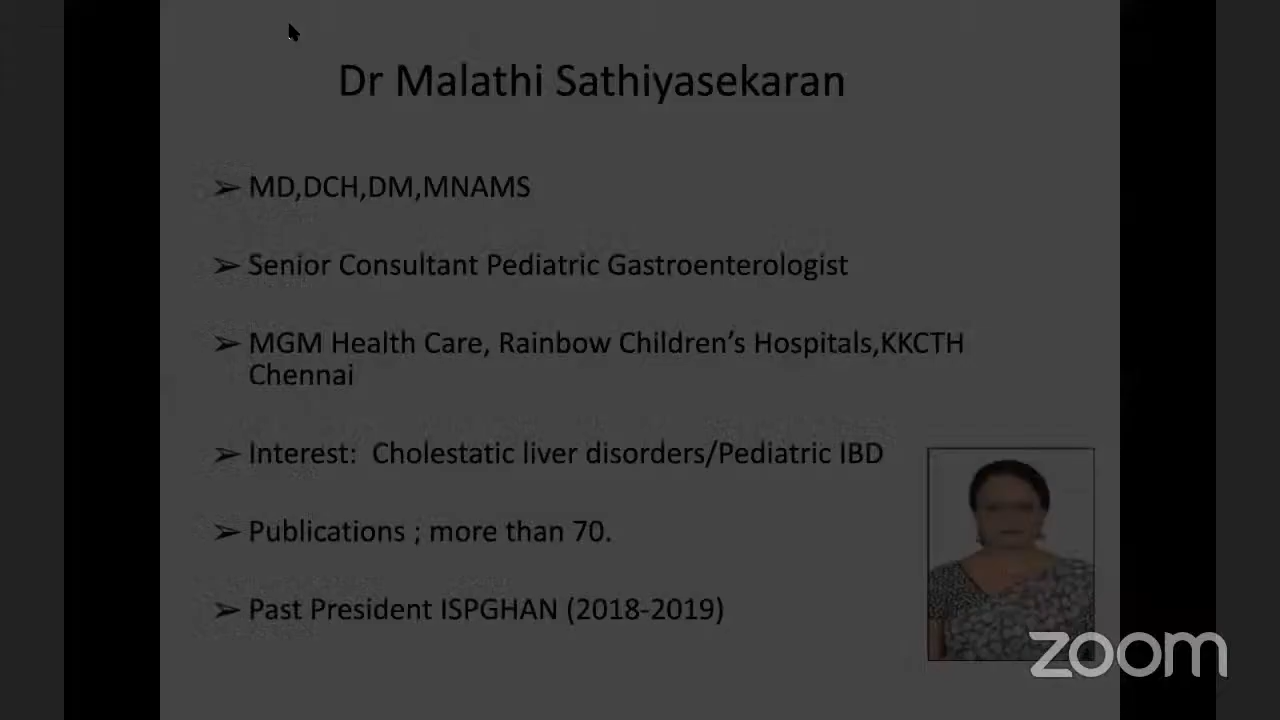 Dr Malathi Sathiyasekaran
➢ MD,DCH,DM,MNAMS
➢ Senior Consultant Pediatric Gastroenterologist
➢ MGM Health Care, Rainbow Children’s Hospitals,KKCTH
Chennai
➢ Interest:  Cholestatic liver disorders/Pediatric IBD
➢ Publications ; more than 70.
➢ Past President ISPGHAN (2018-2019)
zoom